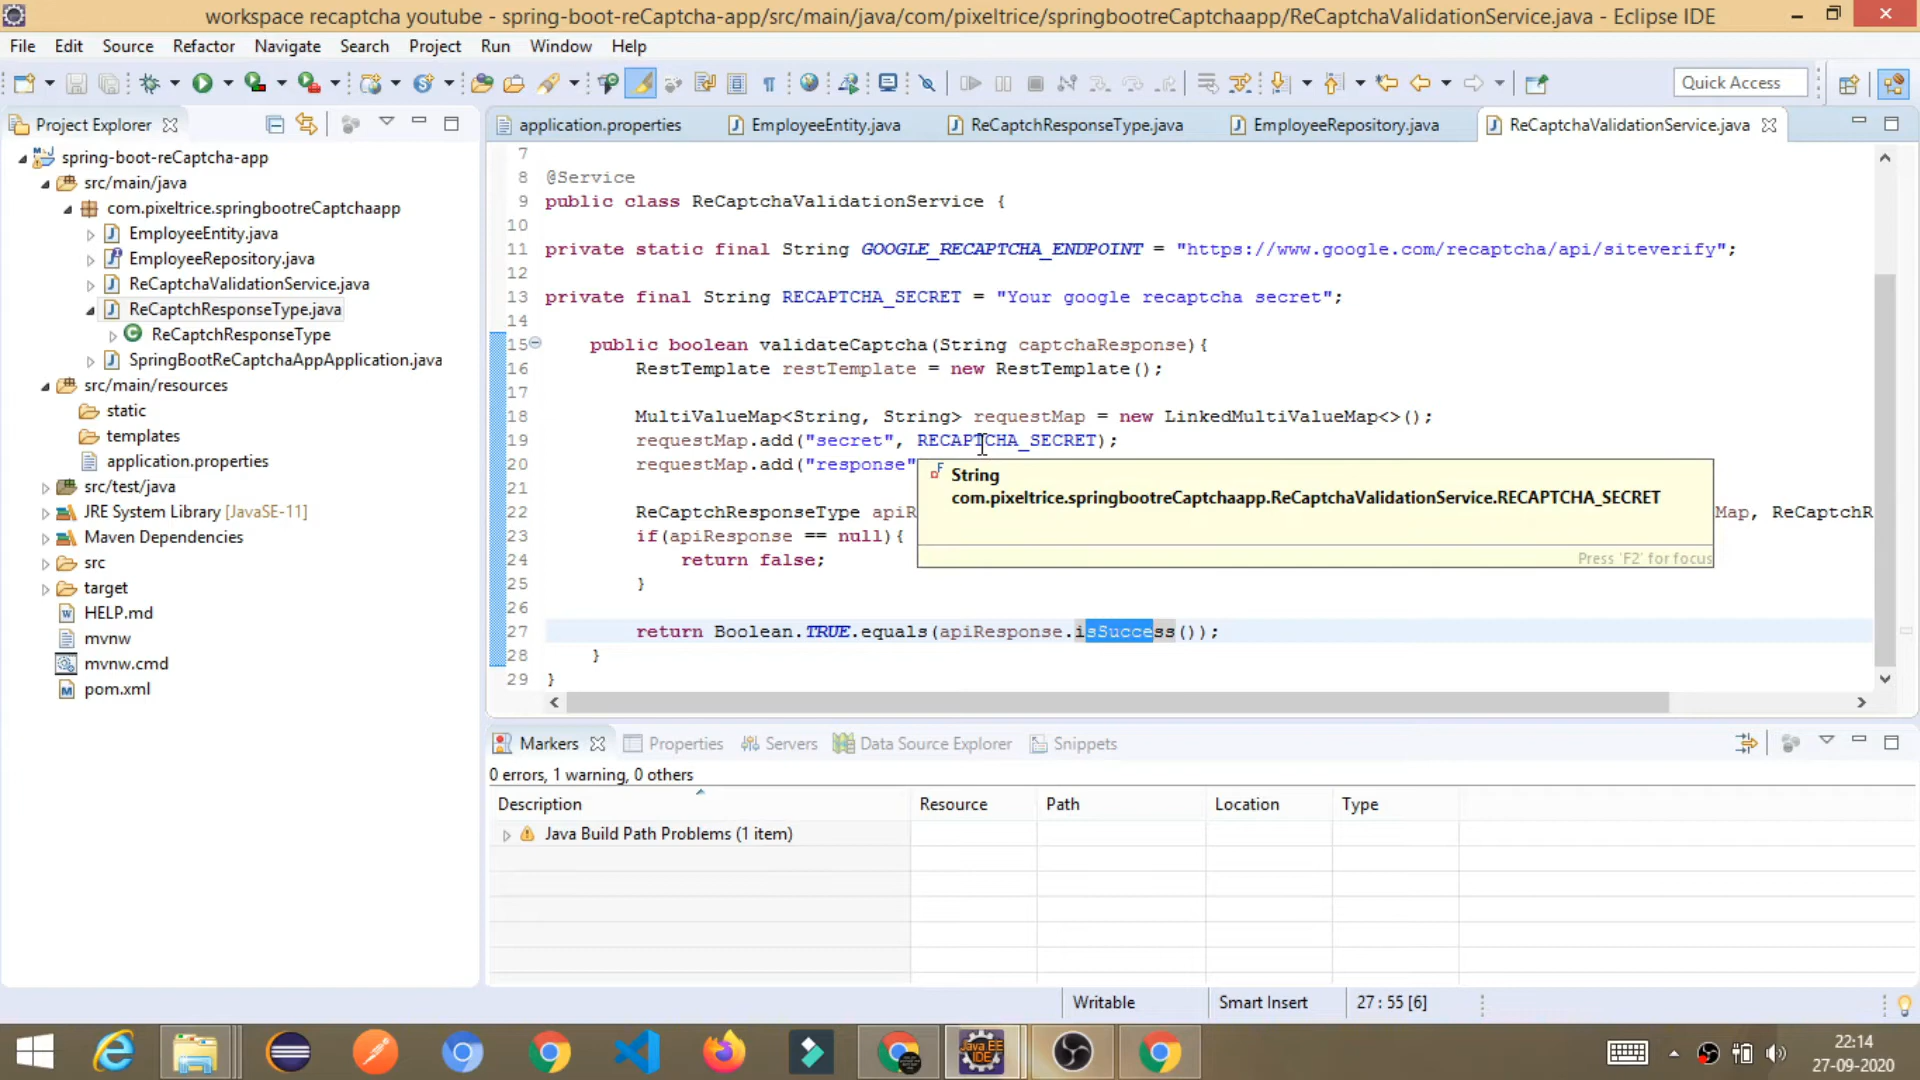 workspace recaptcha youtube - spring-boot-reCaptcha-app/src/main/java/com/pixeltrice/springbootreCaptchaapp/ReCaptchaValidationService.java - Eclipse IDE
File Edit Source Refactor Navigate Search Project Run Window Help
Quick Access
Project Explorer
application.properties EmployeeEntity.java ReCaptchResponseType.java EmployeeRepository.java ReCaptchaValidationService.java
spring-boot-reCaptcha-app
src/main/java
com.pixeltrice.springbootreCaptchaapp
EmployeeEntity.java
EmployeeRepository.java
ReCaptchaValidationService.java
ReCaptchResponseType.java
ReCaptchResponseType
SpringBootReCaptchaAppApplication.java
src/main/resources
static
templates
application.properties
src/test/java
JRE System Library [JavaSE-11]
Maven Dependencies
src
target
HELP.md
mvnw
mvnw.cmd
pom.xml
7
8 @Service
9 public class ReCaptchaValidationService {
10
11 private static final String GOOGLE_RECAPTCHA_ENDPOINT = "https://www.google.com/recaptcha/api/siteverify";
12
13 private final String RECAPTCHA_SECRET = "Your google recaptcha secret";
14
15 public boolean validateCaptcha(String captchaResponse){
16 RestTemplate restTemplate = new RestTemplate();
17
18 MultiValueMap<String, String> requestMap = new LinkedMultiValueMap<>();
19 requestMap.add("secret", RECAPTCHA_SECRET);
20 requestMap.add("response"
21
22 ReCaptchResponseType apiR Map, ReCaptchR
23 if(apiResponse == null){
24 return false;
25 }
26
27 return Boolean.TRUE.equals(apiResponse.isSuccess());
28 }
29 }
String
com.pixeltrice.springbootreCaptchaapp.ReCaptchaValidationService.RECAPTCHA_SECRET
Press 'F2' for focus
Markers Properties Servers Data Source Explorer Snippets
0 errors, 1 warning, 0 others
Description Resource Path Location Type
Java Build Path Problems (1 item)
Writable Smart Insert 27 : 55 [6]
Java EE
IDE
22:14
27-09-2020